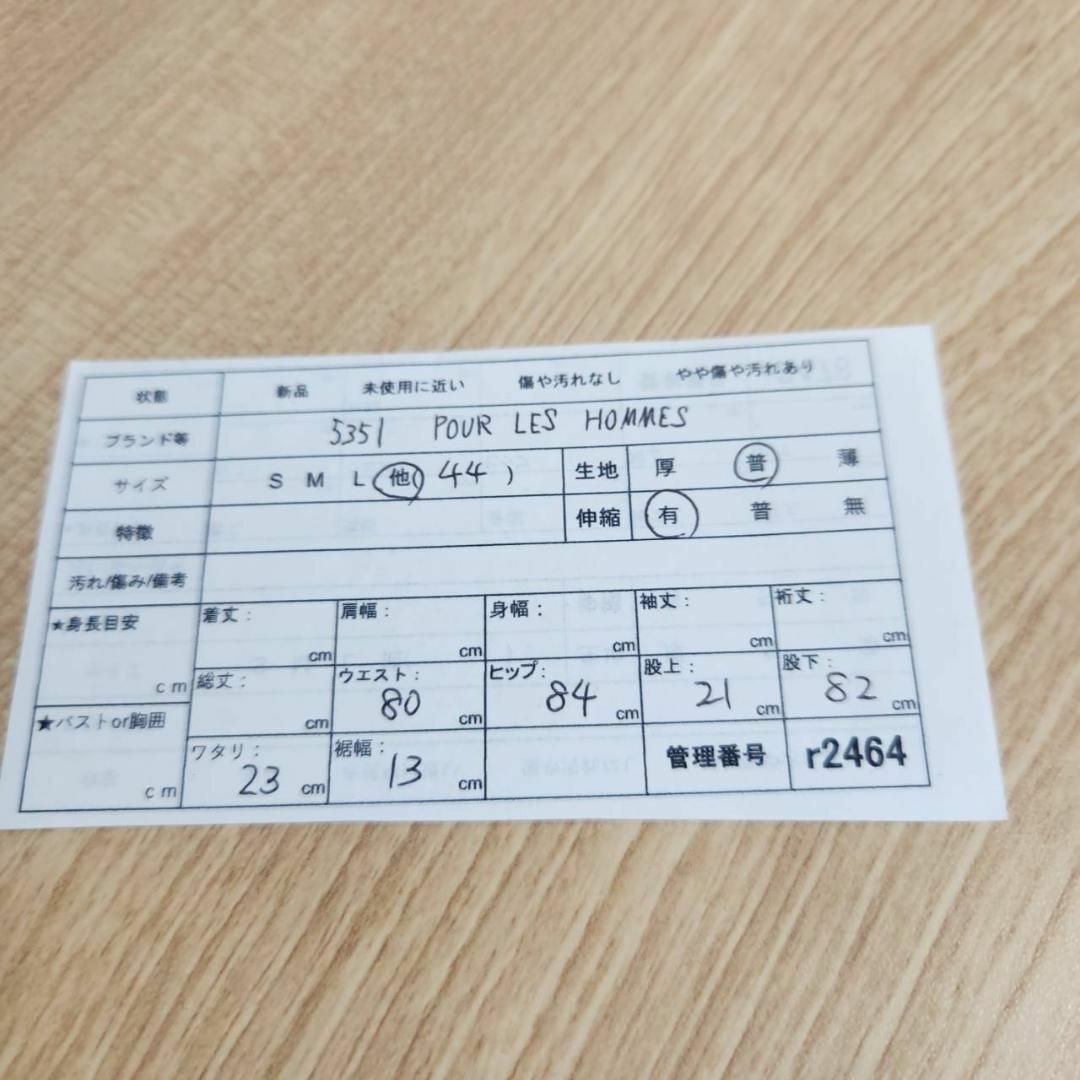 状態 新品 未使用に近い 傷や汚れなし やや傷や汚れあり
ブランド等 5351 POUR LES HOMMES
サイズ S M L 他( 44 ) 生地 厚 普 薄
特徴 伸縮 有 普 無
汚れ/傷み/備考
★身長目安 cm 着丈: cm 肩幅: cm 身幅: cm 袖丈: cm 裄丈: cm
総丈: cm ウエスト: 80 cm ヒップ: 84 cm 股上: 21 cm 股下: 82 cm
★バストor胸囲 cm ワタリ: 23 cm 裾幅: 13 cm 管理番号 r2464